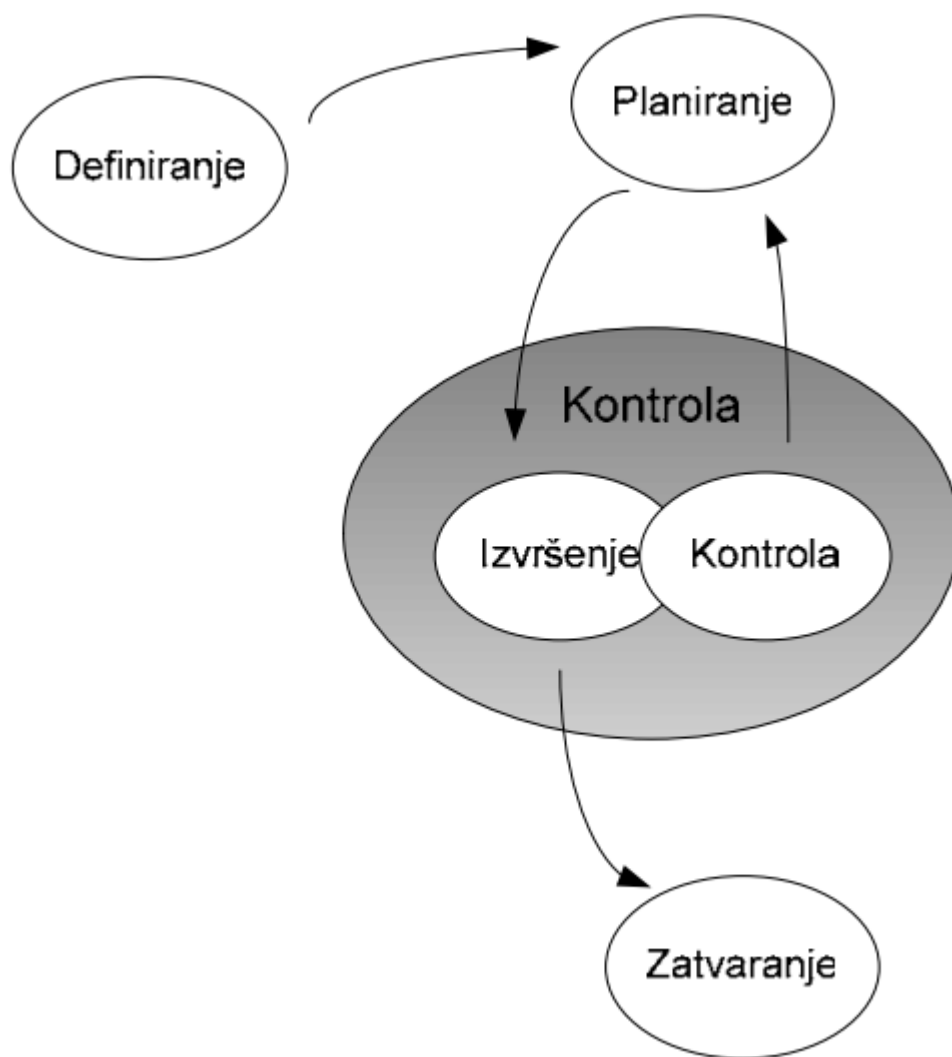 Planiranje
Definiranje
Kontrola
Izvršenje
Kontrola
Zatvaranje